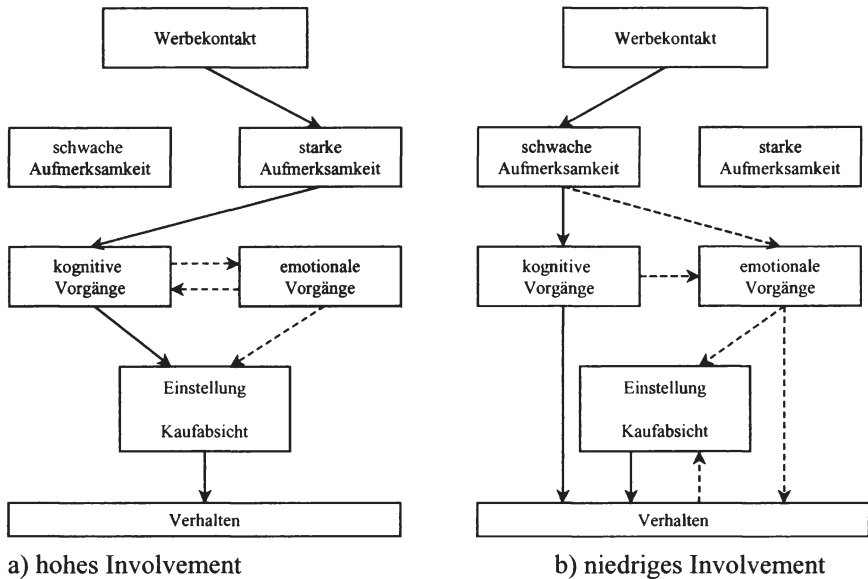 Werbekontakt
schwache
Aufmerksamkeit
starke
Aufmerksamkeit
kognitive
Vorgänge
emotionale
Vorgänge
Einstellung
Kaufabsicht
Verhalten
a) hohes Involvement
Werbekontakt
schwache
Aufmerksamkeit
starke
Aufmerksamkeit
kognitive
Vorgänge
emotionale
Vorgänge
Einstellung
Kaufabsicht
Verhalten
b) niedriges Involvement